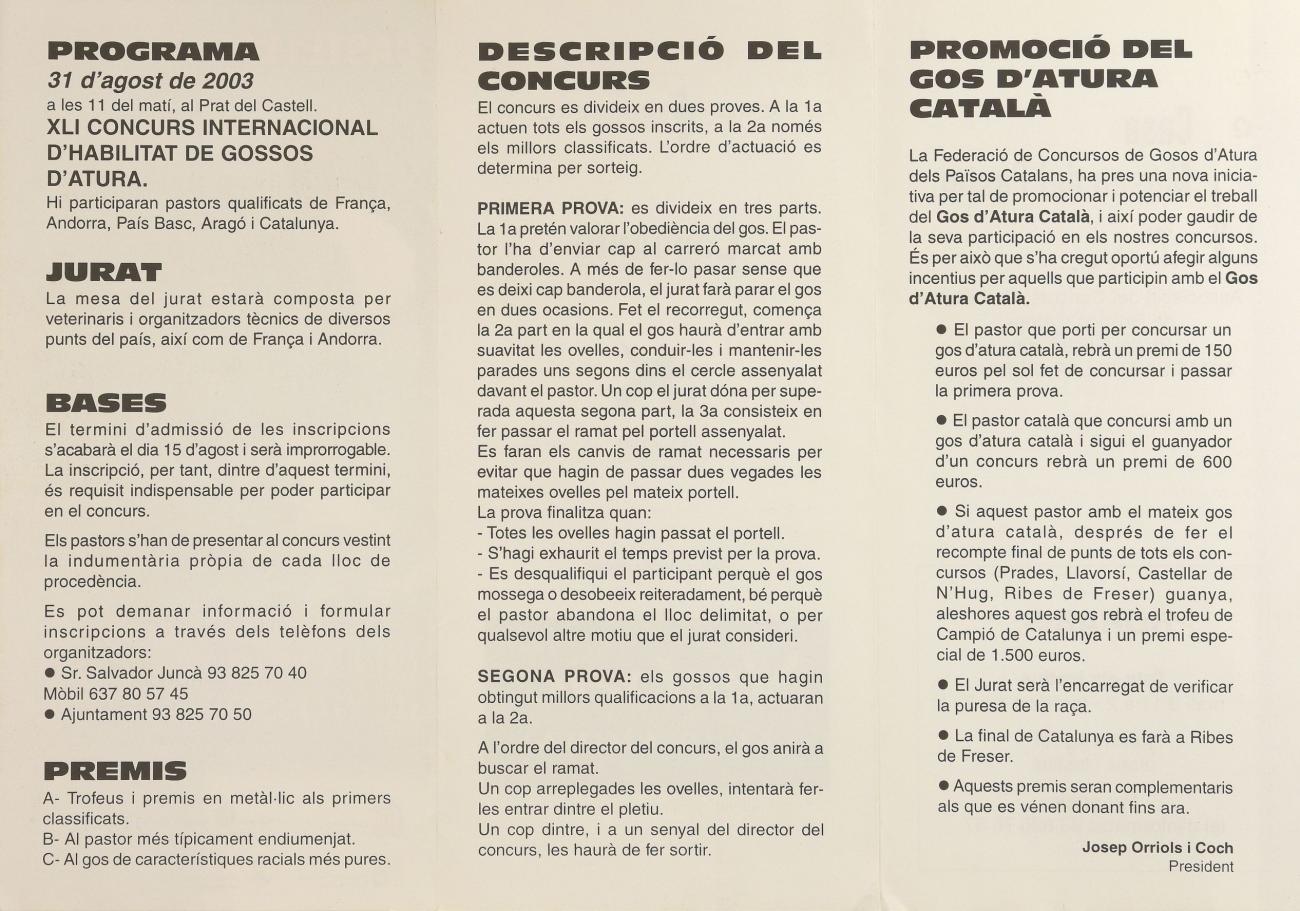 PROGRAMA
31 d'agost de 2003
a les 11 del matí, al Prat del Castell.
XLI CONCURS INTERNACIONAL
D'HABILITAT DE GOSSOS
D'ATURA.
Hi participaran pastors qualificats de França,
Andorra, País Basc, Aragó i Catalunya.
JURAT
La mesa del jurat estarà composta per
veterinaris i organitzadors tècnics de diversos
punts del país, així com de França i Andorra.
BASES
El termini d'admissió de les inscripcions
s'acabarà el dia 15 d'agost i serà improrrogable.
La inscripció, per tant, dintre d'aquest termini,
és requisit indispensable per poder participar
en el concurs.
Els pastors s'han de presentar al concurs vestint
la indumentària pròpia de cada lloc de
procedència.
Es pot demanar informació i formular
inscripcions a través dels telèfons dels
organitzadors:
● Sr. Salvador Juncà 93 825 70 40
Mòbil 637 80 57 45
● Ajuntament 93 825 70 50
PREMIS
A- Trofeus i premis en metàl·lic als primers
classificats.
B- Al pastor més típicament endiumenjat.
C- Al gos de característiques racials més pures.
DESCRIPCIÓ DEL
CONCURS
El concurs es divideix en dues proves. A la 1a
actuen tots els gossos inscrits, a la 2a només
els millors classificats. L'ordre d'actuació es
determina per sorteig.
PRIMERA PROVA: es divideix en tres parts.
La 1a pretén valorar l'obediència del gos. El pas-
tor l'ha d'enviar cap al carreró marcat amb
banderoles. A més de fer-lo pasar sense que
es deixi cap banderola, el jurat farà parar el gos
en dues ocasions. Fet el recorregut, comença
la 2a part en la qual el gos haurà d'entrar amb
suavitat les ovelles, conduir-les i mantenir-les
parades uns segons dins el cercle assenyalat
davant el pastor. Un cop el jurat dóna per supe-
rada aquesta segona part, la 3a consisteix en
fer passar el ramat pel portell assenyalat.
Es faran els canvis de ramat necessaris per
evitar que hagin de passar dues vegades les
mateixes ovelles pel mateix portell.
La prova finalitza quan:
- Totes les ovelles hagin passat el portell.
- S'hagi exhaurit el temps previst per la prova.
- Es desqualifiqui el participant perquè el gos
mossega o desobeeix reiteradament, bé perquè
el pastor abandona el lloc delimitat, o per
qualsevol altre motiu que el jurat consideri.
SEGONA PROVA: els gossos que hagin
obtingut millors qualificacions a la 1a, actuaran
a la 2a.
A l'ordre del director del concurs, el gos anirà a
buscar el ramat.
Un cop arreplegades les ovelles, intentarà fer-
les entrar dintre el pletiu.
Un cop dintre, i a un senyal del director del
concurs, les haurà de fer sortir.
PROMOCIÓ DEL
GOS D'ATURA
CATALÀ
La Federació de Concursos de Gosos d'Atura
dels Països Catalans, ha pres una nova inicia-
tiva per tal de promocionar i potenciar el treball
del Gos d'Atura Català, i així poder gaudir de
la seva participació en els nostres concursos.
És per això que s'ha cregut oportú afegir alguns
incentius per aquells que participin amb el Gos
d'Atura Català.
● El pastor que porti per concursar un
gos d'atura català, rebrà un premi de 150
euros pel sol fet de concursar i passar
la primera prova.
● El pastor català que concursi amb un
gos d'atura català i sigui el guanyador
d'un concurs rebrà un premi de 600
euros.
● Si aquest pastor amb el mateix gos
d'atura català, després de fer el
recompte final de punts de tots els con-
cursos (Prades, Llavorsí, Castellar de
N'Hug, Ribes de Freser) guanya,
aleshores aquest gos rebrà el trofeu de
Campió de Catalunya i un premi espe-
cial de 1.500 euros.
● El Jurat serà l'encarregat de verificar
la puresa de la raça.
● La final de Catalunya es farà a Ribes
de Freser.
● Aquests premis seran complementaris
als que es vénen donant fins ara.
Josep Orriols i Coch
President